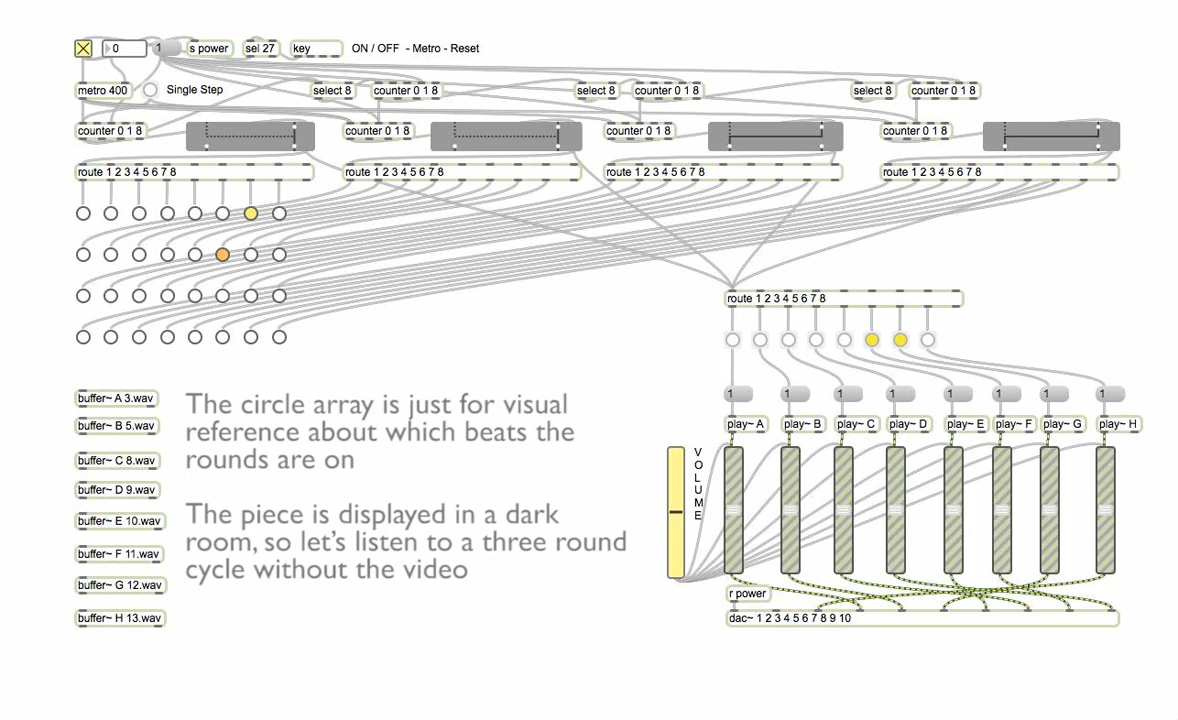 0 1 s power sel 27 key ON / OFF - Metro - Reset
metro 400 Single Step select 8 counter 0 1 8 select 8 counter 0 1 8 select 8 counter 0 1 8
counter 0 1 8 counter 0 1 8 counter 0 1 8 counter 0 1 8
route 1 2 3 4 5 6 7 8 route 1 2 3 4 5 6 7 8 route 1 2 3 4 5 6 7 8 route 1 2 3 4 5 6 7 8
route 1 2 3 4 5 6 7 8
1 1 1 1 1 1 1 1
play~ A play~ B play~ C play~ D play~ E play~ F play~ G play~ H
VOLUME
r power
dac~ 1 2 3 4 5 6 7 8 9 10
buffer~ A 3.wav
buffer~ B 5.wav
buffer~ C 8.wav
buffer~ D 9.wav
buffer~ E 10.wav
buffer~ F 11.wav
buffer~ G 12.wav
buffer~ H 13.wav
The circle array is just for visual
reference about which beats the
rounds are on
The piece is displayed in a dark
room, so let's listen to a three round
cycle without the video